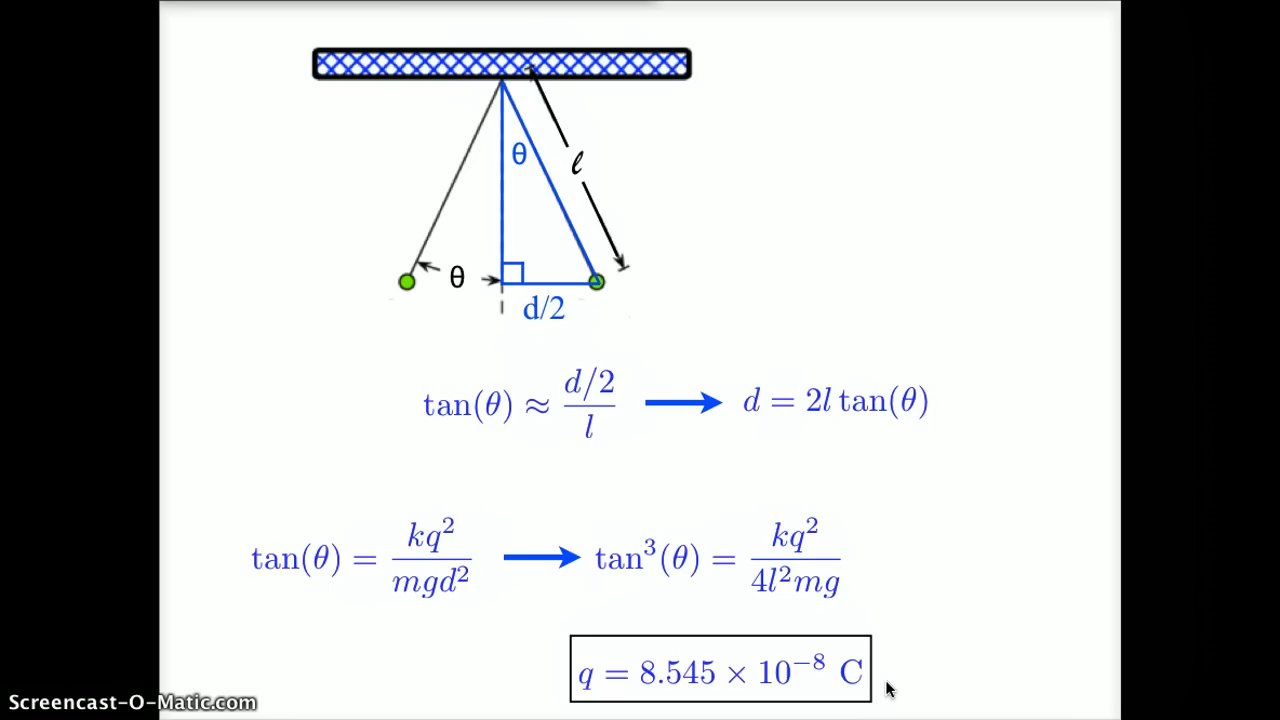 θ
ℓ
θ
d/2
tan(θ) ≈ (d/2)/l → d = 2l tan(θ)
tan(θ) = kq²/mgd² → tan³(θ) = kq²/4l²mg
q = 8.545 × 10⁻⁸ C
Screencast-O-Matic.com